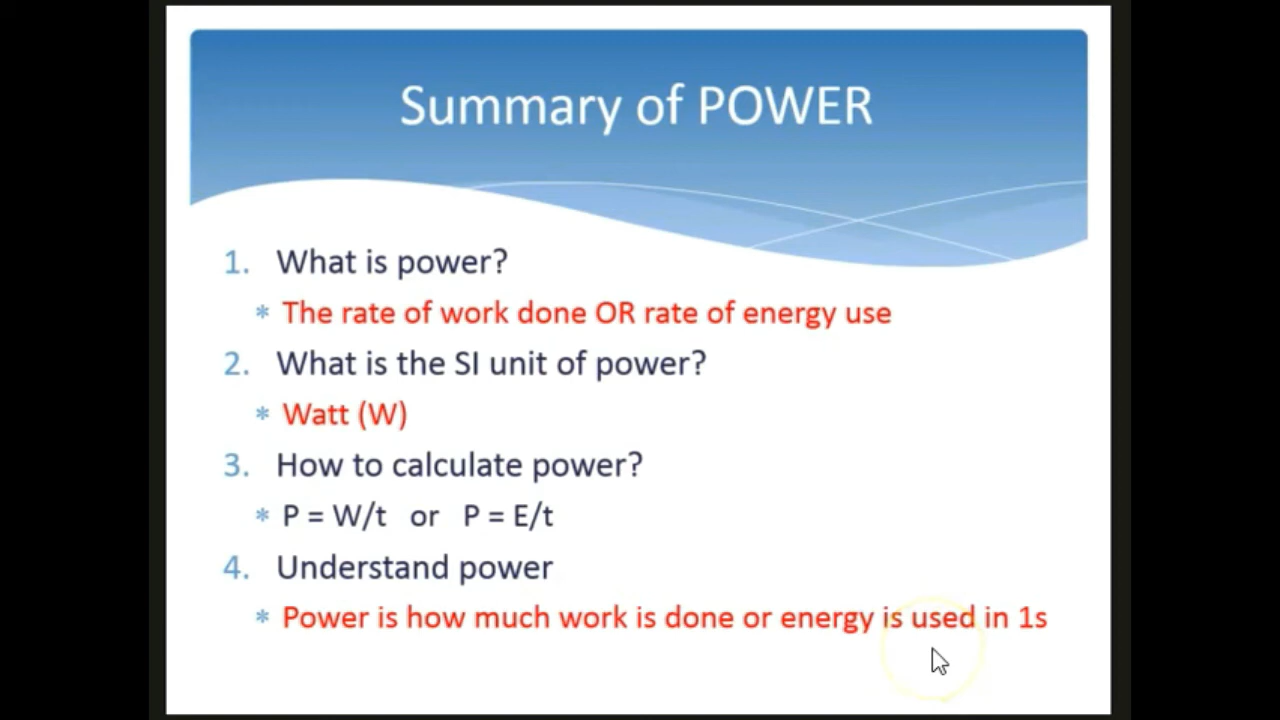 Summary of POWER
1. What is power?
* The rate of work done OR rate of energy use
2. What is the SI unit of power?
* Watt (W)
3. How to calculate power?
* P = W/t or P = E/t
4. Understand power
* Power is how much work is done or energy is used in 1s